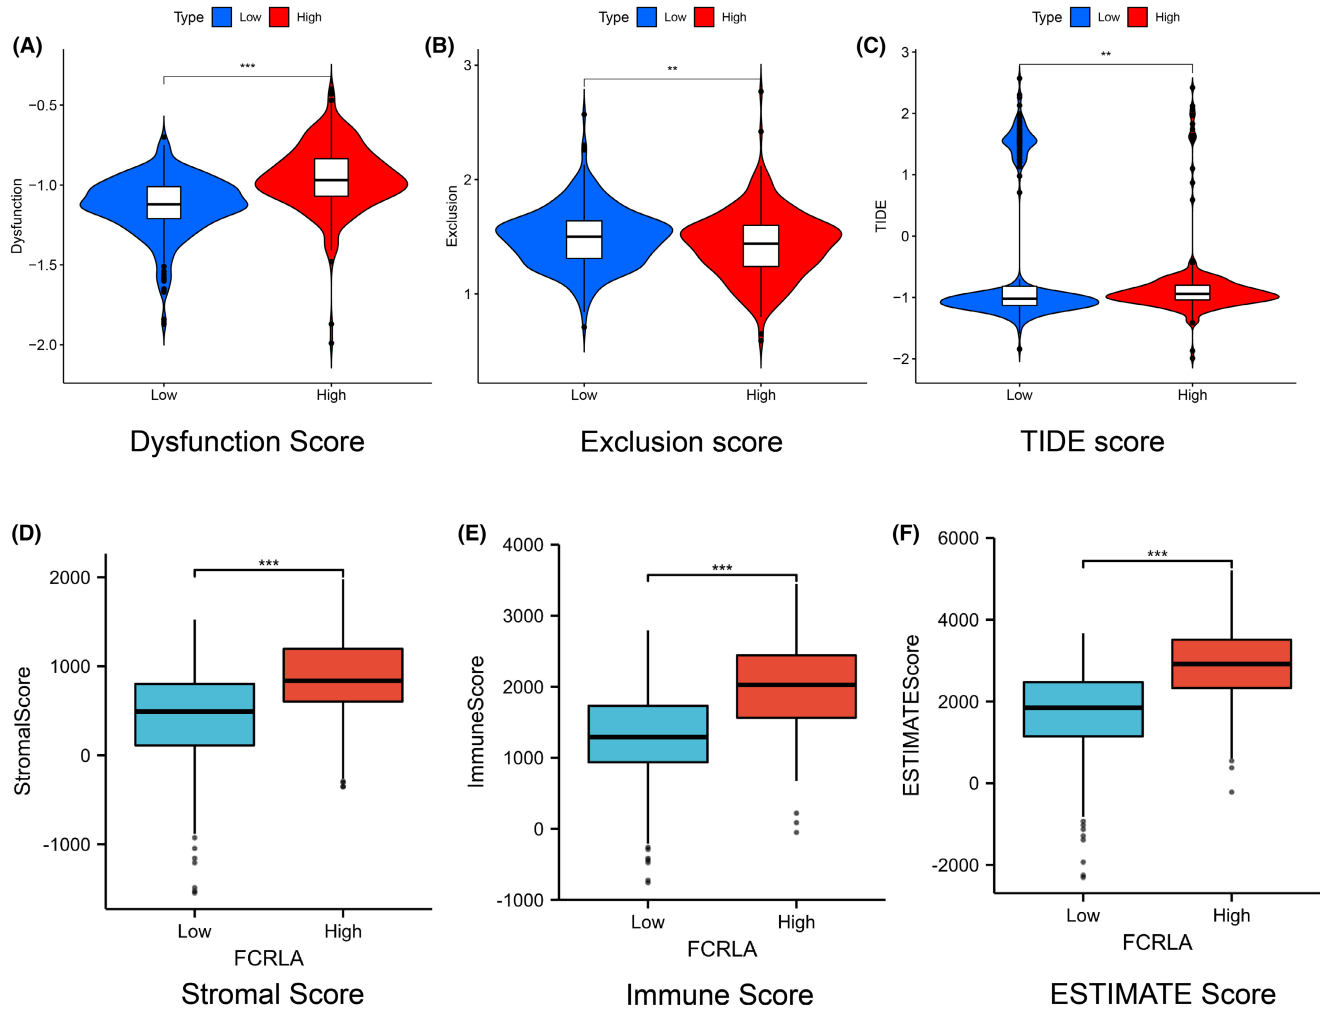 Type Low High
Type Low High
Type Low High
(A)
(B)
(C)
***
**
**
Dysfunction
−0.5
−1.0
−1.5
−2.0
Low High
Exclusion
3
2
1
Low High
TIDE
3
2
1
0
−1
−2
Low High
Dysfunction Score
Exclusion score
TIDE score
(D)
(E)
(F)
***
***
***
StromalScore
2000
1000
0
-1000
Low High
FCRLA
ImmuneScore
4000
3000
2000
1000
0
-1000
Low High
FCRLA
ESTIMATEScore
6000
4000
2000
0
-2000
Low High
FCRLA
Stromal Score
Immune Score
ESTIMATE Score